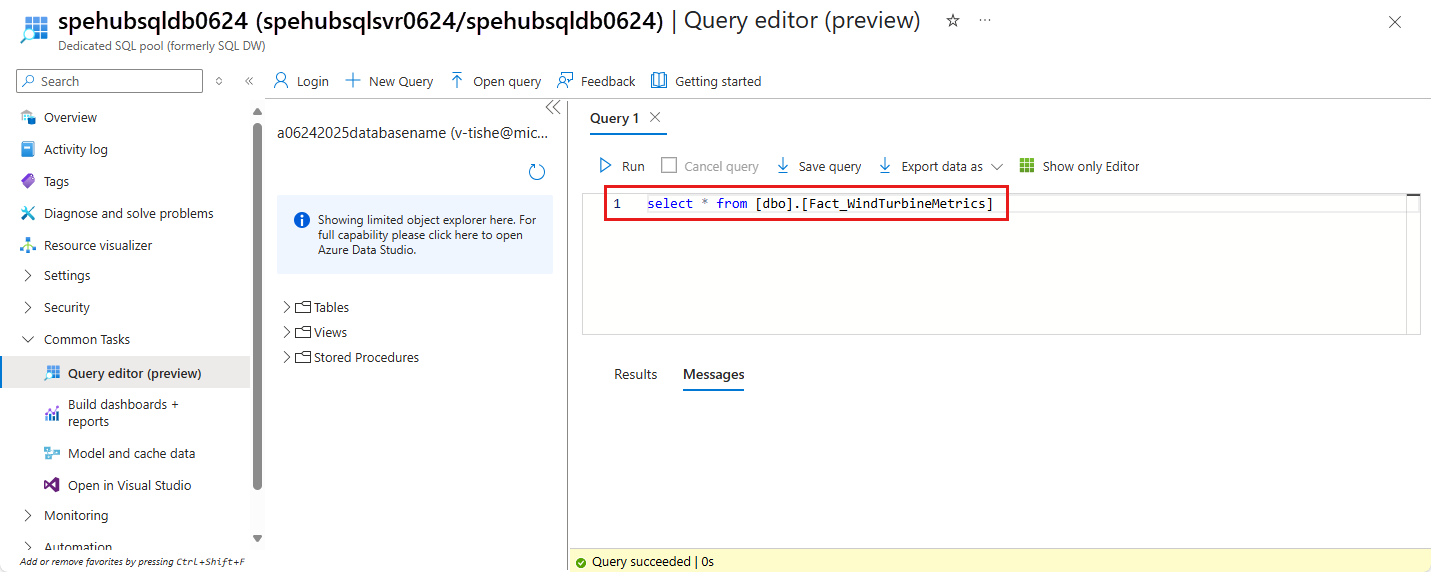 spehubsqldb0624 (spehubsqlsvr0624/spehubsqldb0624) | Query editor (preview)
Dedicated SQL pool (formerly SQL DW)
Search
Login
New Query
Open query
Feedback
Getting started
Overview
Activity log
Tags
Diagnose and solve problems
Resource visualizer
Settings
Security
Common Tasks
Query editor (preview)
Build dashboards +
reports
Model and cache data
Open in Visual Studio
Monitoring
Automation
Add or remove favorites by pressing Ctrl+Shift+F
a06242025databasename (v-tishe@mic...
Showing limited object explorer here. For
full capability please click here to open
Azure Data Studio.
Tables
Views
Stored Procedures
Query 1
Run
Cancel query
Save query
Export data as
Show only Editor
1 select * from [dbo].[Fact_WindTurbineMetrics]
Results
Messages
Query succeeded | 0s